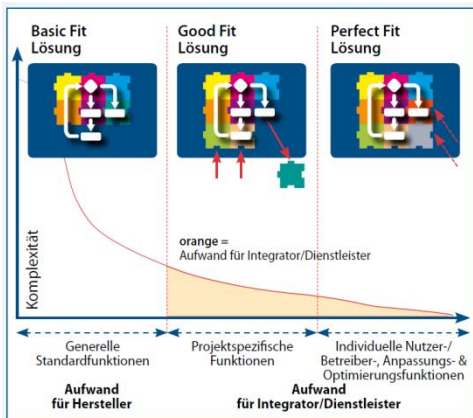 Basic Fit
Lösung
Good Fit
Lösung
Perfect Fit
Lösung
Komplexität
orange =
Aufwand für Integrator/Dienstleister
Generelle
Standardfunktionen
Projektspezifische
Funktionen
Individuelle Nutzer-/
Betreiber-, Anpassungs- &
Optimierungsfunktionen
Aufwand
für Hersteller
Aufwand
für Integrator/Dienstleister